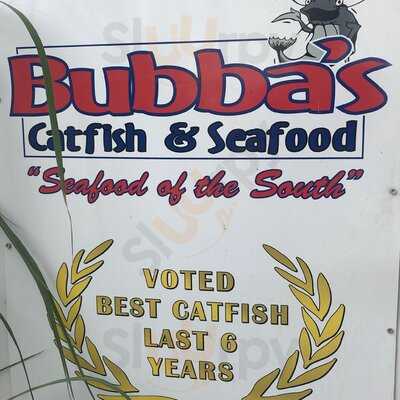 Bubba's
Catfish & Seafood
"Seafood of the South"
VOTED
BEST CATFISH
LAST 6
YEARS